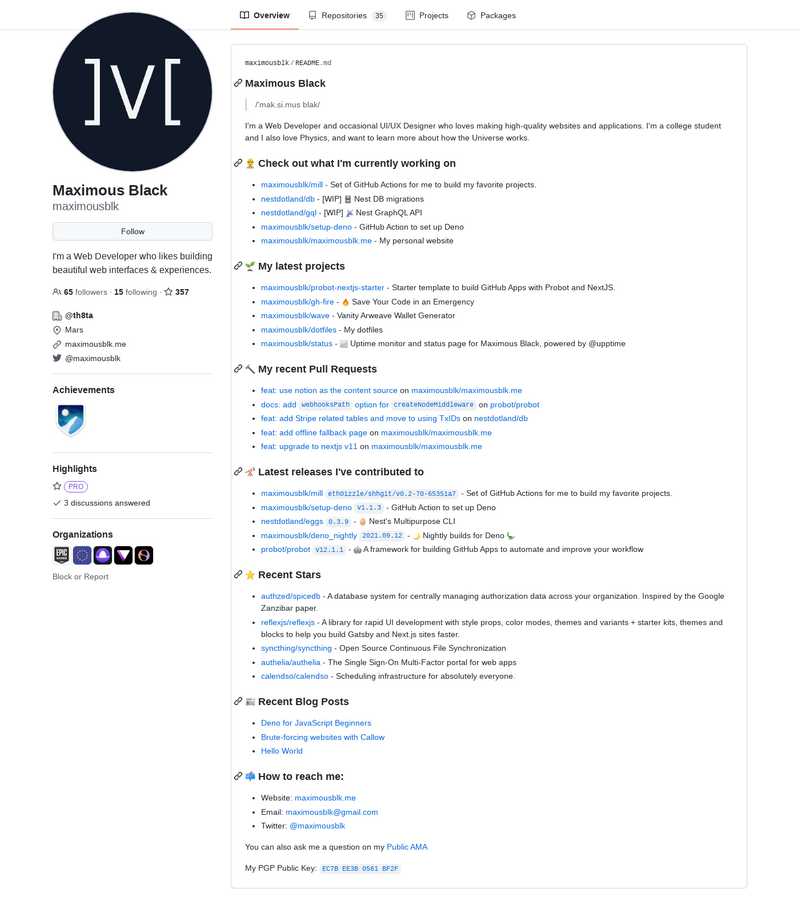 Overview
Repositories 35
Projects
Packages
]V[
Maximous Black
maximousblk
Follow
I'm a Web Developer who likes building
beautiful web interfaces & experiences.
65 followers · 15 following · 357
@th8ta
Mars
maximousblk.me
@maximousblk
Achievements
Highlights
PRO
3 discussions answered
Organizations
EPIC
Block or Report
maximousblk / README.md
Maximous Black
/'mak.si.mus blak/
I'm a Web Developer and occasional UI/UX Designer who loves making high-quality websites and applications. I'm a college student
and I also love Physics, and want to learn more about how the Universe works.
👷 Check out what I'm currently working on
maximousblk/mill - Set of GitHub Actions for me to build my favorite projects.
nestdotland/db - [WIP] Nest DB migrations
nestdotland/gql - [WIP] Nest GraphQL API
maximousblk/setup-deno - GitHub Action to set up Deno
maximousblk/maximous.me - My personal website
🌱 My latest projects
maximousblk/probot-nextjs-starter - Starter template to build GitHub Apps with Probot and NextJS.
maximousblk/gh-fire - 🔥 Save Your Code in an Emergency
maximousblk/wave - Vanity Arweave Wallet Generator
maximousblk/dotfiles - My dotfiles
maximousblk/status - Uptime monitor and status page for Maximous Black, powered by @upptime
🔨 My recent Pull Requests
feat: use notion as the content source on maximousblk/maximous.me
docs: add webhooksPath option for createNodeMiddleware on probot/probot
feat: add Stripe related tables and move to using TxIDs on nestdotland/db
feat: add offline fallback page on maximousblk/maximous.me
feat: upgrade to nextjs v11 on maximousblk/maximous.me
Latest releases I've contributed to
maximousblk/mill eth0izzle/shhgit/v0.2-70-65351a7 - Set of GitHub Actions for me to build my favorite projects.
maximousblk/setup-deno v1.1.3 - GitHub Action to set up Deno
nestdotland/eggs 0.3.9 - 🥚 Nest's Multipurpose CLI
maximousblk/deno_nightly 2021.09.12 - 🌙 Nightly builds for Deno 🦕
probot/probot v12.1.1 - 🤖 A framework for building GitHub Apps to automate and improve your workflow
⭐ Recent Stars
authzed/spicedb - A database system for centrally managing authorization data across your organization. Inspired by the Google
Zanzibar paper.
reflexjs/reflexjs - A library for rapid UI development with style props, color modes, themes and variants + starter kits, themes and
blocks to help you build Gatsby and Next.js sites faster.
syncthing/syncthing - Open Source Continuous File Synchronization
authelia/authelia - The Single Sign-On Multi-Factor portal for web apps
calendso/calendso - Scheduling infrastructure for absolutely everyone.
📰 Recent Blog Posts
Deno for JavaScript Beginners
Brute-forcing websites with Callow
Hello World
📫 How to reach me:
Website: maximousblk.me
Email: maximousblk@gmail.com
Twitter: @maximousblk
You can also ask me a question on my Public AMA
My PGP Public Key: EC7B EE3B O561 BF2F